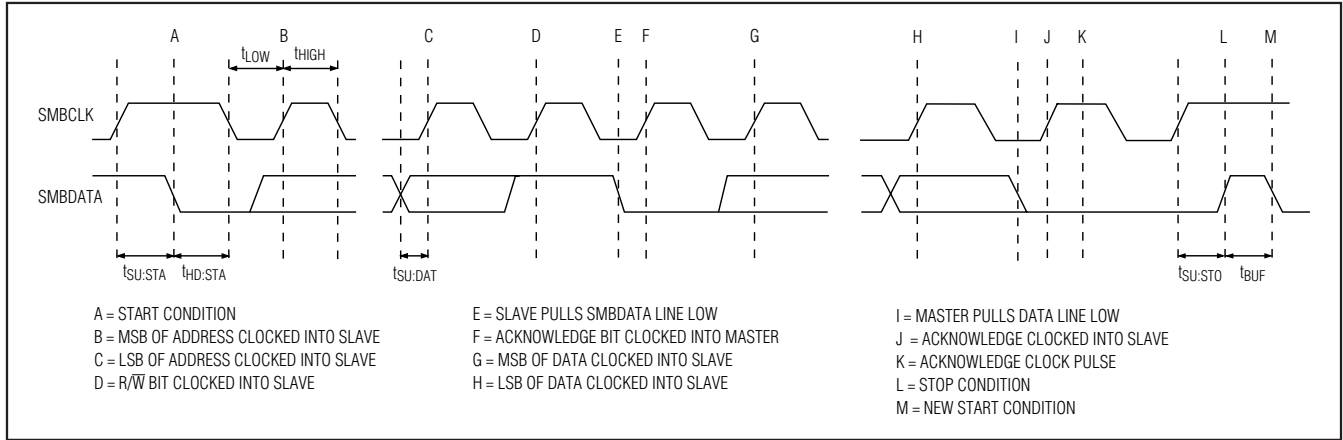 A B C D E F G H I J K L M
tLOW tHIGH
SMBCLK
SMBDATA
tSU:STA tHD:STA tSU:DAT tSU:STO tBUF
A = START CONDITION
B = MSB OF ADDRESS CLOCKED INTO SLAVE
C = LSB OF ADDRESS CLOCKED INTO SLAVE
D = R/W̅ BIT CLOCKED INTO SLAVE
E = SLAVE PULLS SMBDATA LINE LOW
F = ACKNOWLEDGE BIT CLOCKED INTO MASTER
G = MSB OF DATA CLOCKED INTO SLAVE
H = LSB OF DATA CLOCKED INTO SLAVE
I = MASTER PULLS DATA LINE LOW
J = ACKNOWLEDGE CLOCKED INTO SLAVE
K = ACKNOWLEDGE CLOCK PULSE
L = STOP CONDITION
M = NEW START CONDITION